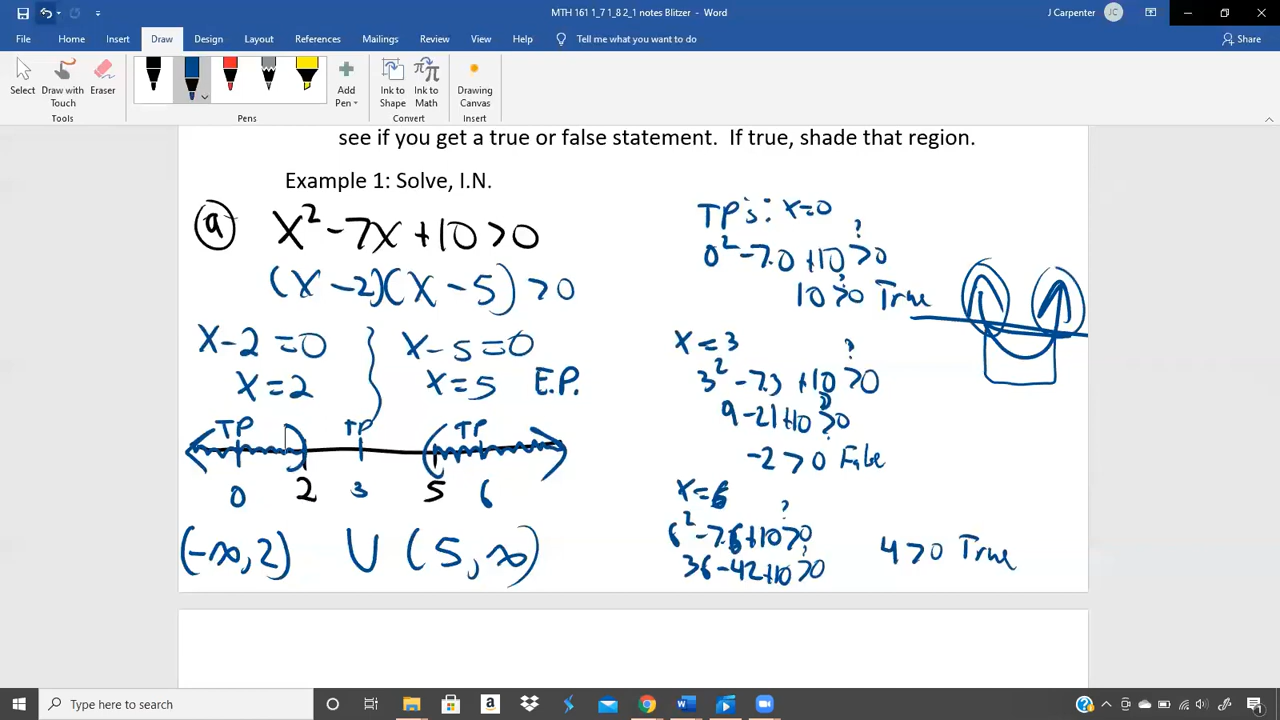 MTH 161 1_7 1_8 2_1 notes Blitzer - Word
J Carpenter JC
File Home Insert Draw Design Layout References Mailings Review View Help Tell me what you want to do Share
Select Draw with Touch Eraser Add Pen Ink to Shape Ink to Math Drawing Canvas
Tools Pens Convert Insert
see if you get a true or false statement. If true, shade that region.
Example 1: Solve, I.N.
(a) x² - 7x + 10 > 0
(x - 2)(x - 5) > 0
x - 2 = 0 x - 5 = 0
x = 2 x = 5 E.P.
TP TP TP
0 2 3 5 6
(-∞, 2) U (5, ∞)
TP's: x = 0
?
0² - 7.0 + 10 > 0
?
10 > 0 True
x = 3
?
3² - 7.3 + 10 > 0
9 - 21 + 10 > 0
?
-2 > 0 False
x = 6
?
6² - 7.6 + 10 > 0
?
36 - 42 + 10 > 0
4 > 0 True
Type here to search